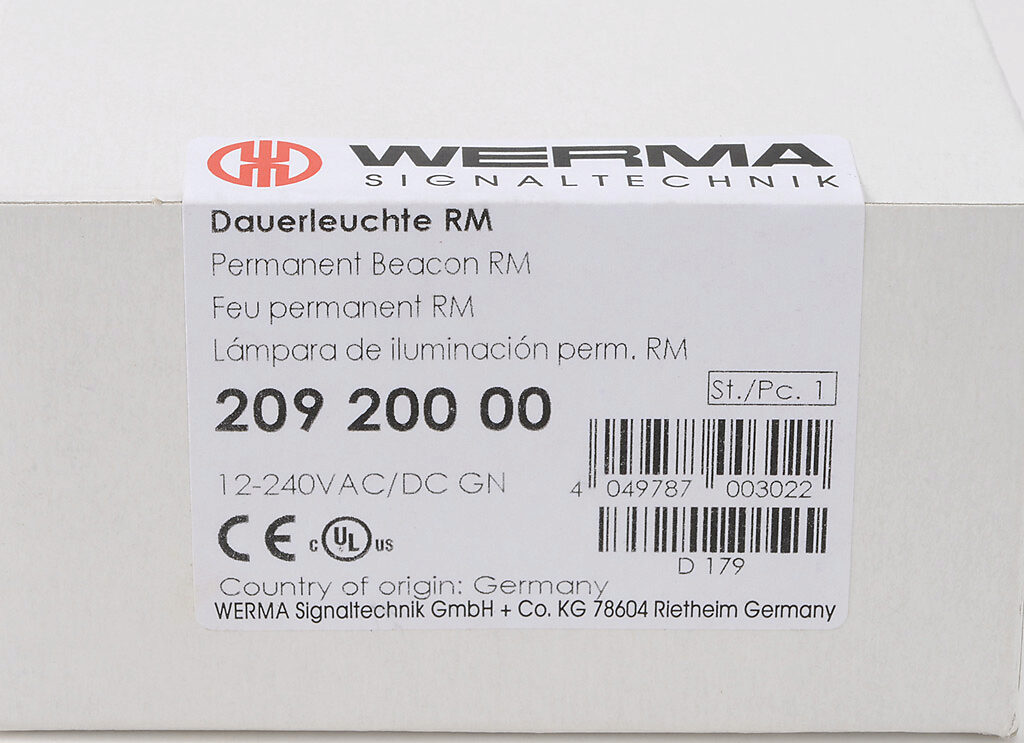 WERMA
SIGNALTECHNIK
Dauerleuchte RM
Permanent Beacon RM
Feu permanent RM
Lámpara de iluminación perm. RM
209 200 00
St./Pc. 1
12-240VAC/DC GN
4 049787 003022
CE c UL us
D 179
Country of origin: Germany
WERMA Signaltechnik GmbH + Co. KG 78604 Rietheim Germany